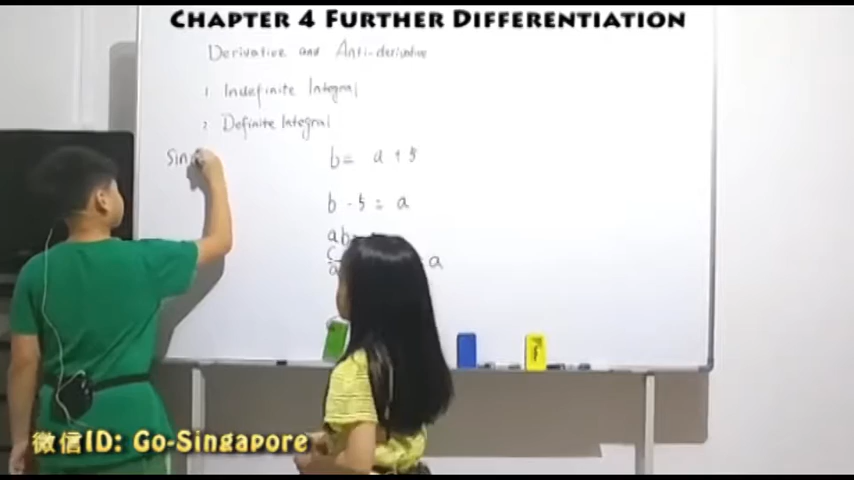 CHAPTER 4 FURTHER DIFFERENTIATION
Derivative and Anti-derivative
1 Indefinite Integral
2 Definite Integral
Sin
b = a + 5
b - 5 = a
ab=
= a
微信ID: Go-Singapore